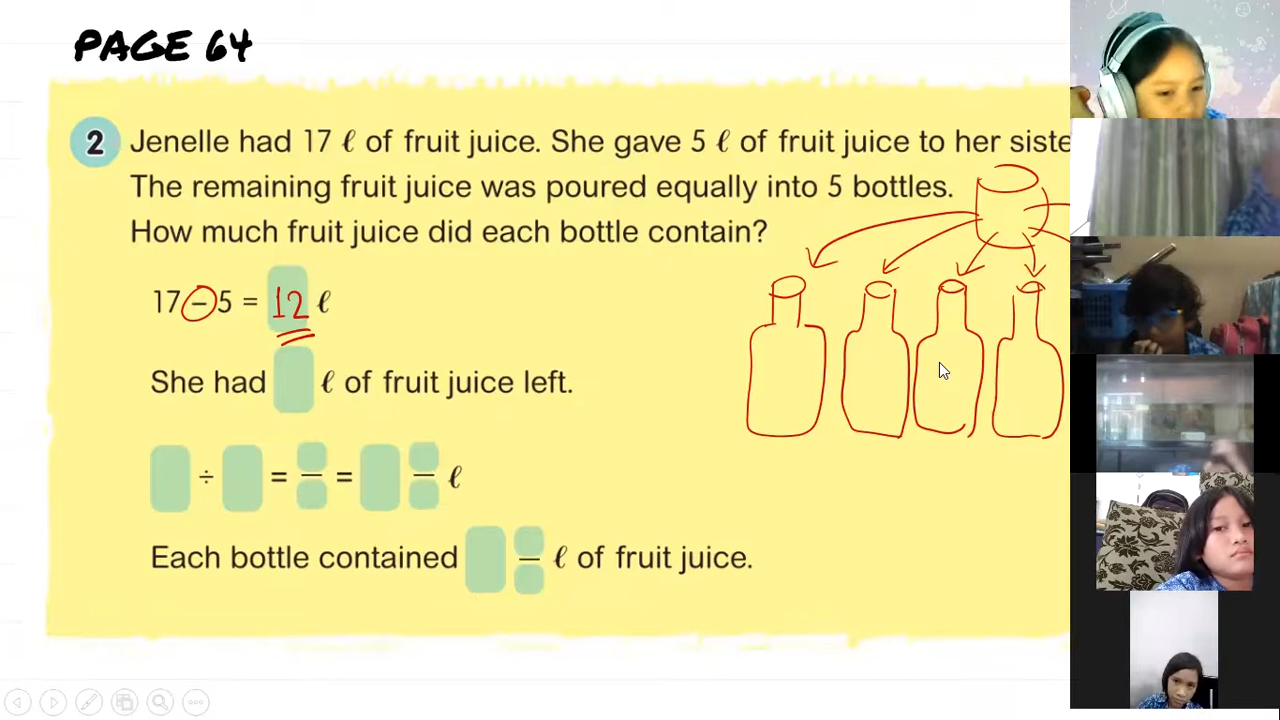 PAGE 64
2 Jenelle had 17 ℓ of fruit juice. She gave 5 ℓ of fruit juice to her siste
The remaining fruit juice was poured equally into 5 bottles.
How much fruit juice did each bottle contain?
17 − 5 = 12 ℓ
She had ℓ of fruit juice left.
÷ = — = — ℓ
Each bottle contained — ℓ of fruit juice.